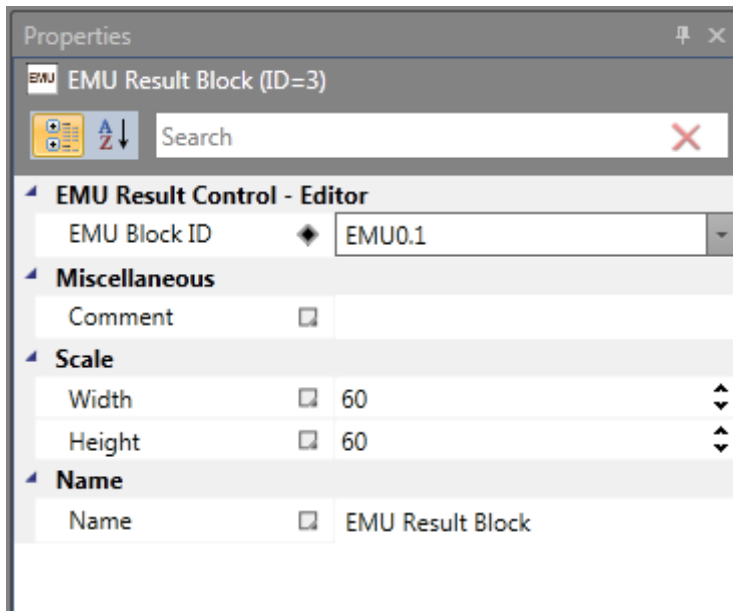 Properties
EMU EMU Result Block (ID=3)
A Z Search
EMU Result Control - Editor
EMU Block ID EMU0.1
Miscellaneous
Comment
Scale
Width 60
Height 60
Name
Name EMU Result Block